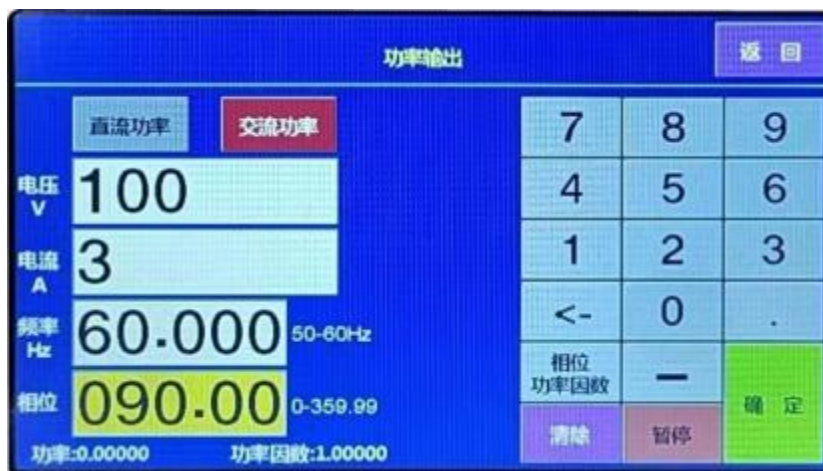 功率输出
返 回
直流功率 交流功率
电压 V 100
电流 A 3
频率 Hz 60.000 50-60Hz
相位 090.00 0-359.99
功率:0.00000 功率因数:1.00000
7 8 9
4 5 6
1 2 3
<- 0 .
相位
功率因数 —
确 定
清除 暂停